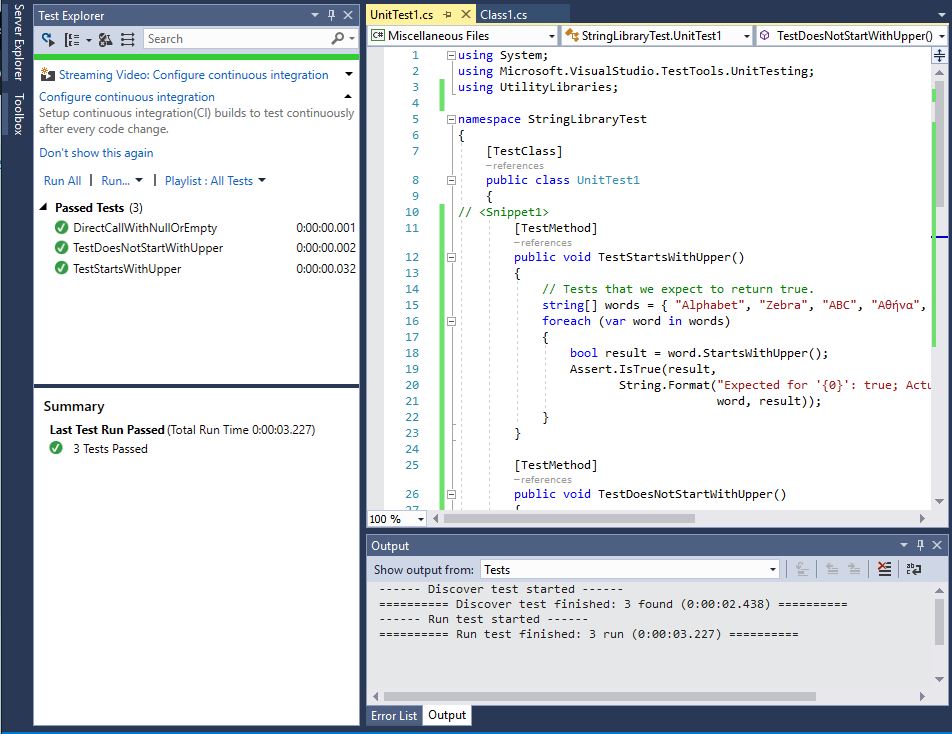 Server Explorer
Toolbox
Test Explorer
Search
Streaming Video: Configure continuous integration
Configure continuous integration
Setup continuous integration(CI) builds to test continuously
after every code change.
Don't show this again
Run All | Run... | Playlist : All Tests
Passed Tests (3)
DirectCallWithNullOrEmpty 0:00:00.001
TestDoesNotStartWithUpper 0:00:00.002
TestStartsWithUpper 0:00:00.032
Summary
Last Test Run Passed (Total Run Time 0:00:03.227)
3 Tests Passed
UnitTest1.cs Class1.cs
C# Miscellaneous Files StringLibraryTest.UnitTest1 TestDoesNotStartWithUpper()
1 using System;
2 using Microsoft.VisualStudio.TestTools.UnitTesting;
3 using UtilityLibraries;
4
5 namespace StringLibraryTest
6 {
7 [TestClass]
–references
8 public class UnitTest1
9 {
10 // <Snippet1>
11 [TestMethod]
–references
12 public void TestStartsWithUpper()
13 {
14 // Tests that we expect to return true.
15 string[] words = { "Alphabet", "Zebra", "ABC", "Αθήνα",
16 foreach (var word in words)
17 {
18 bool result = word.StartsWithUpper();
19 Assert.IsTrue(result,
20 String.Format("Expected for '{0}': true; Actu
21 word, result));
22 }
23 }
24
25 [TestMethod]
–references
26 public void TestDoesNotStartWithUpper()
27 {
100 %
Output
Show output from: Tests
------ Discover test started ------
========== Discover test finished: 3 found (0:00:02.438) ==========
------ Run test started ------
========== Run test finished: 3 run (0:00:03.227) ==========
Error List Output